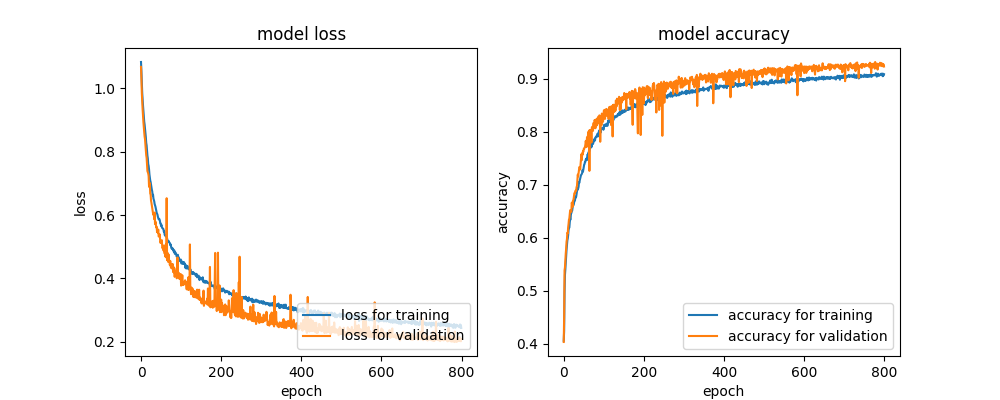 model loss
1.0
0.8
0.6
0.4
0.2
loss
0
200
400
600
800
epoch
loss for training
loss for validation
model accuracy
0.9
0.8
0.7
0.6
0.5
0.4
accuracy
0
200
400
600
800
epoch
accuracy for training
accuracy for validation